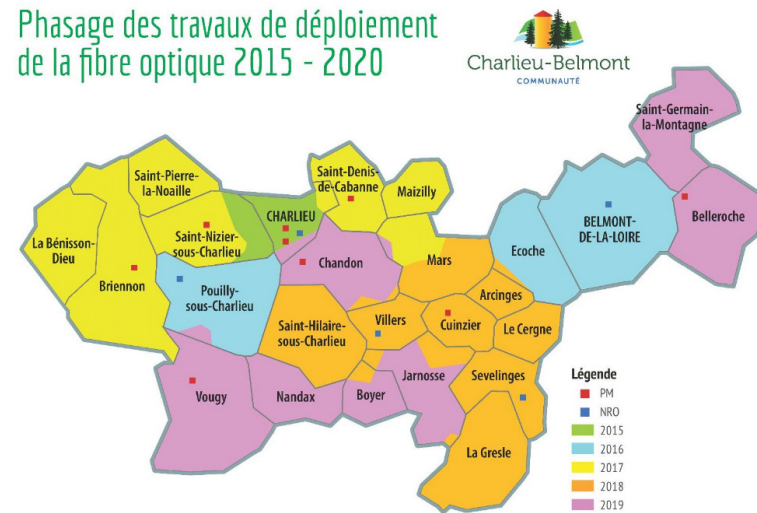 Phasage des travaux de déploiement
de la fibre optique 2015 - 2020
Charlieu-Belmont
COMMUNAUTÉ
Saint-Germain-
la-Montagne
Saint-Pierre-
la-Noaille
Saint-Denis-
de-Cabanne
Maizilly
CHARLIEU
BELMONT-
DE-LA-LOIRE
Belleroche
La Bénisson-
Dieu
Saint-Nizier-
sous-Charlieu
Chandon
Mars
Ecoche
Briennon
Pouilly-
sous-Charlieu
Arcinges
Saint-Hilaire-
sous-Charlieu
Villers
Cuinzier
Le Cergne
Vougy
Nandax
Boyer
Jarnosse
Sevelinges
La Gresle
Légende
PM
NRO
2015
2016
2017
2018
2019